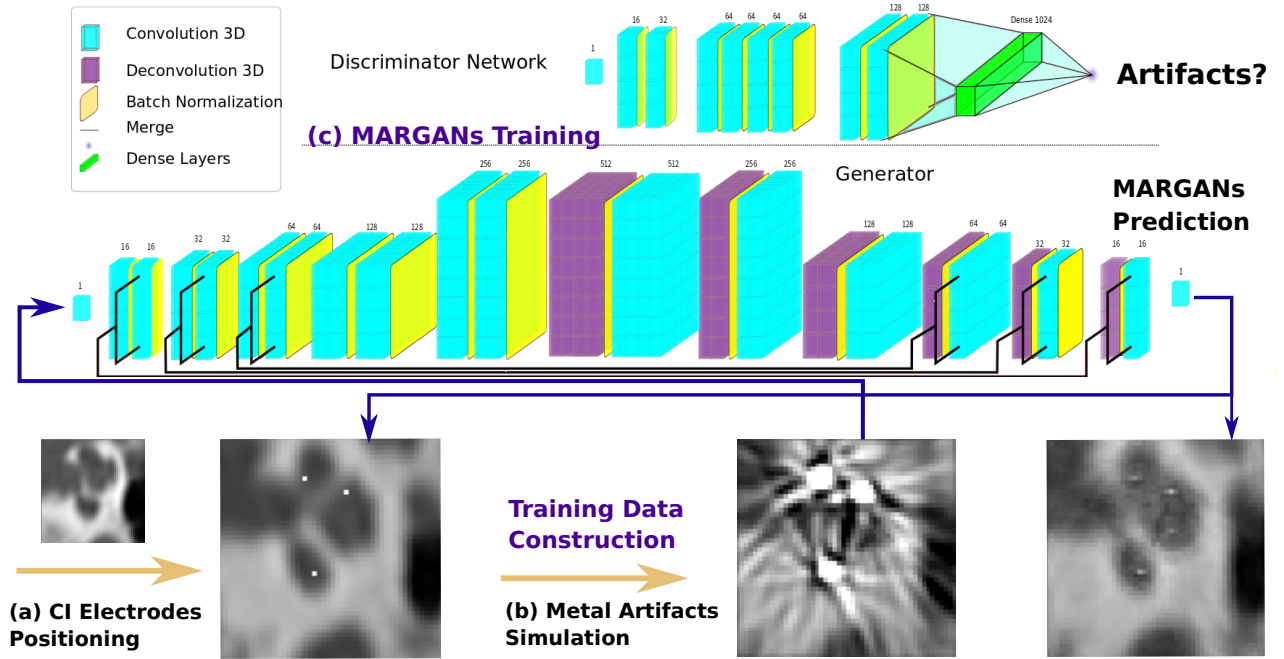 Convolution 3D
Deconvolution 3D
Batch Normalization
Merge
Dense Layers
Discriminator Network
1
16 32
64 64 64 64
128 128
Dense 1024
Artifacts?
(c) MARGANs Training
Generator
MARGANs
Prediction
1
16 16
32 32
64 64
128 128
256 256
512 512
256 256
128 128
64 64
32 32
16 16
1
(a) CI Electrodes
Positioning
Training Data
Construction
(b) Metal Artifacts
Simulation